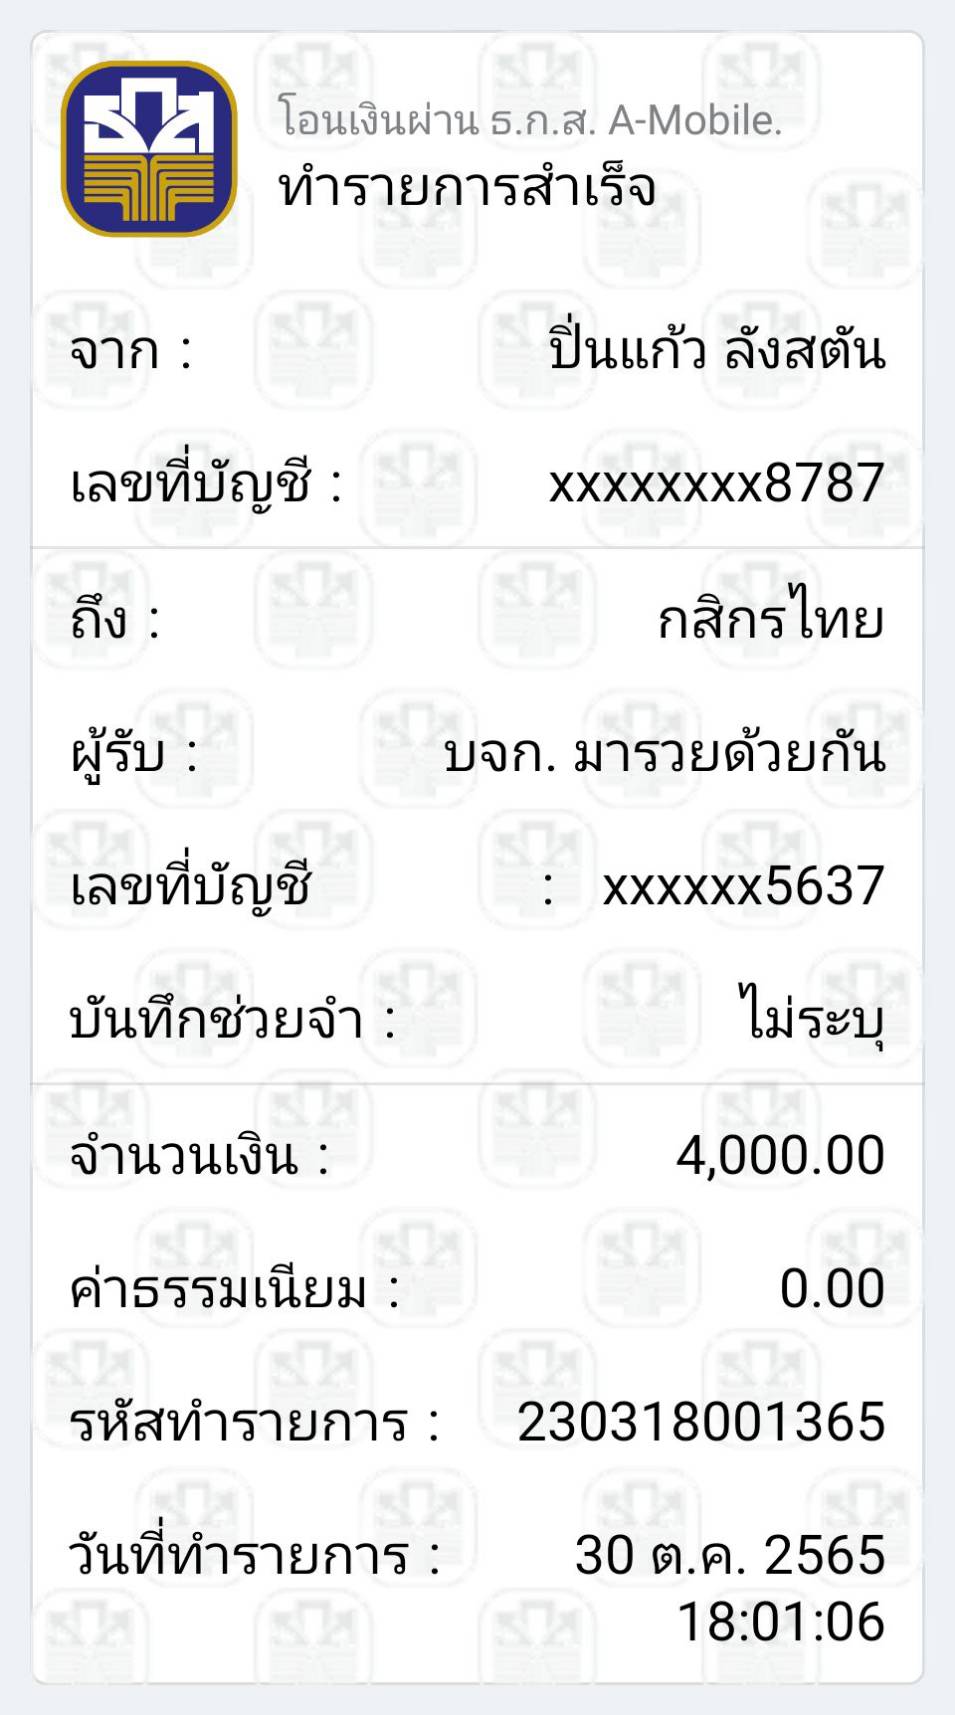 โอนเงินผ่าน ธ.ก.ส. A-Mobile.
ทำรายการสำเร็จ
จาก : ปิ่นแก้ว ลังสตัน
เลขที่บัญชี : xxxxxxxx8787
ถึง : กสิกรไทย
ผู้รับ : บจก. มารวยด้วยกัน
เลขที่บัญชี : xxxxxx5637
บันทึกช่วยจำ : ไม่ระบุ
จำนวนเงิน : 4,000.00
ค่าธรรมเนียม : 0.00
รหัสทำรายการ : 230318001365
วันที่ทำรายการ : 30 ต.ค. 2565
18:01:06